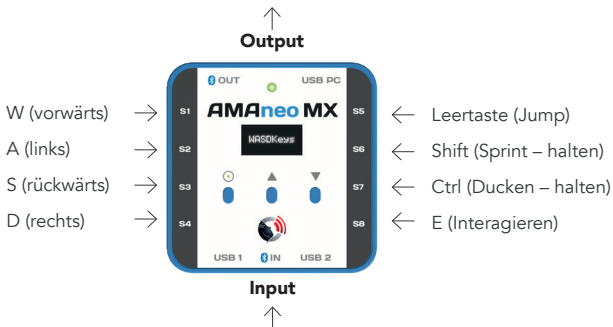 Output
OUT USB PC
W (vorwärts)
A (links)
S (rückwärts)
D (rechts)
S1
S2
S3
S4
AMAneo MX
WASDKeys
S5
S6
S7
S8
Leertaste (Jump)
Shift (Sprint – halten)
Ctrl (Ducken – halten)
E (Interagieren)
USB 1 IN USB 2
Input